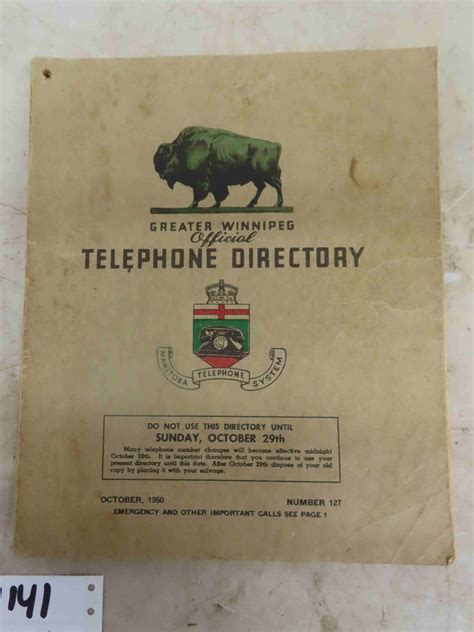 GREATER WINNIPEG
Official
TELEPHONE DIRECTORY
MANITOBA TELEPHONE SYSTEM
DO NOT USE THIS DIRECTORY UNTIL
SUNDAY, OCTOBER 29th
Many telephone number changes will become effective midnight
October 28th. It is important therefore that you continue to use your
present directory until this date. After October 29th dispose of your old
copy by placing it with your salvage.
OCTOBER, 1950 NUMBER 127
EMERGENCY AND OTHER IMPORTANT CALLS SEE PAGE 1
141